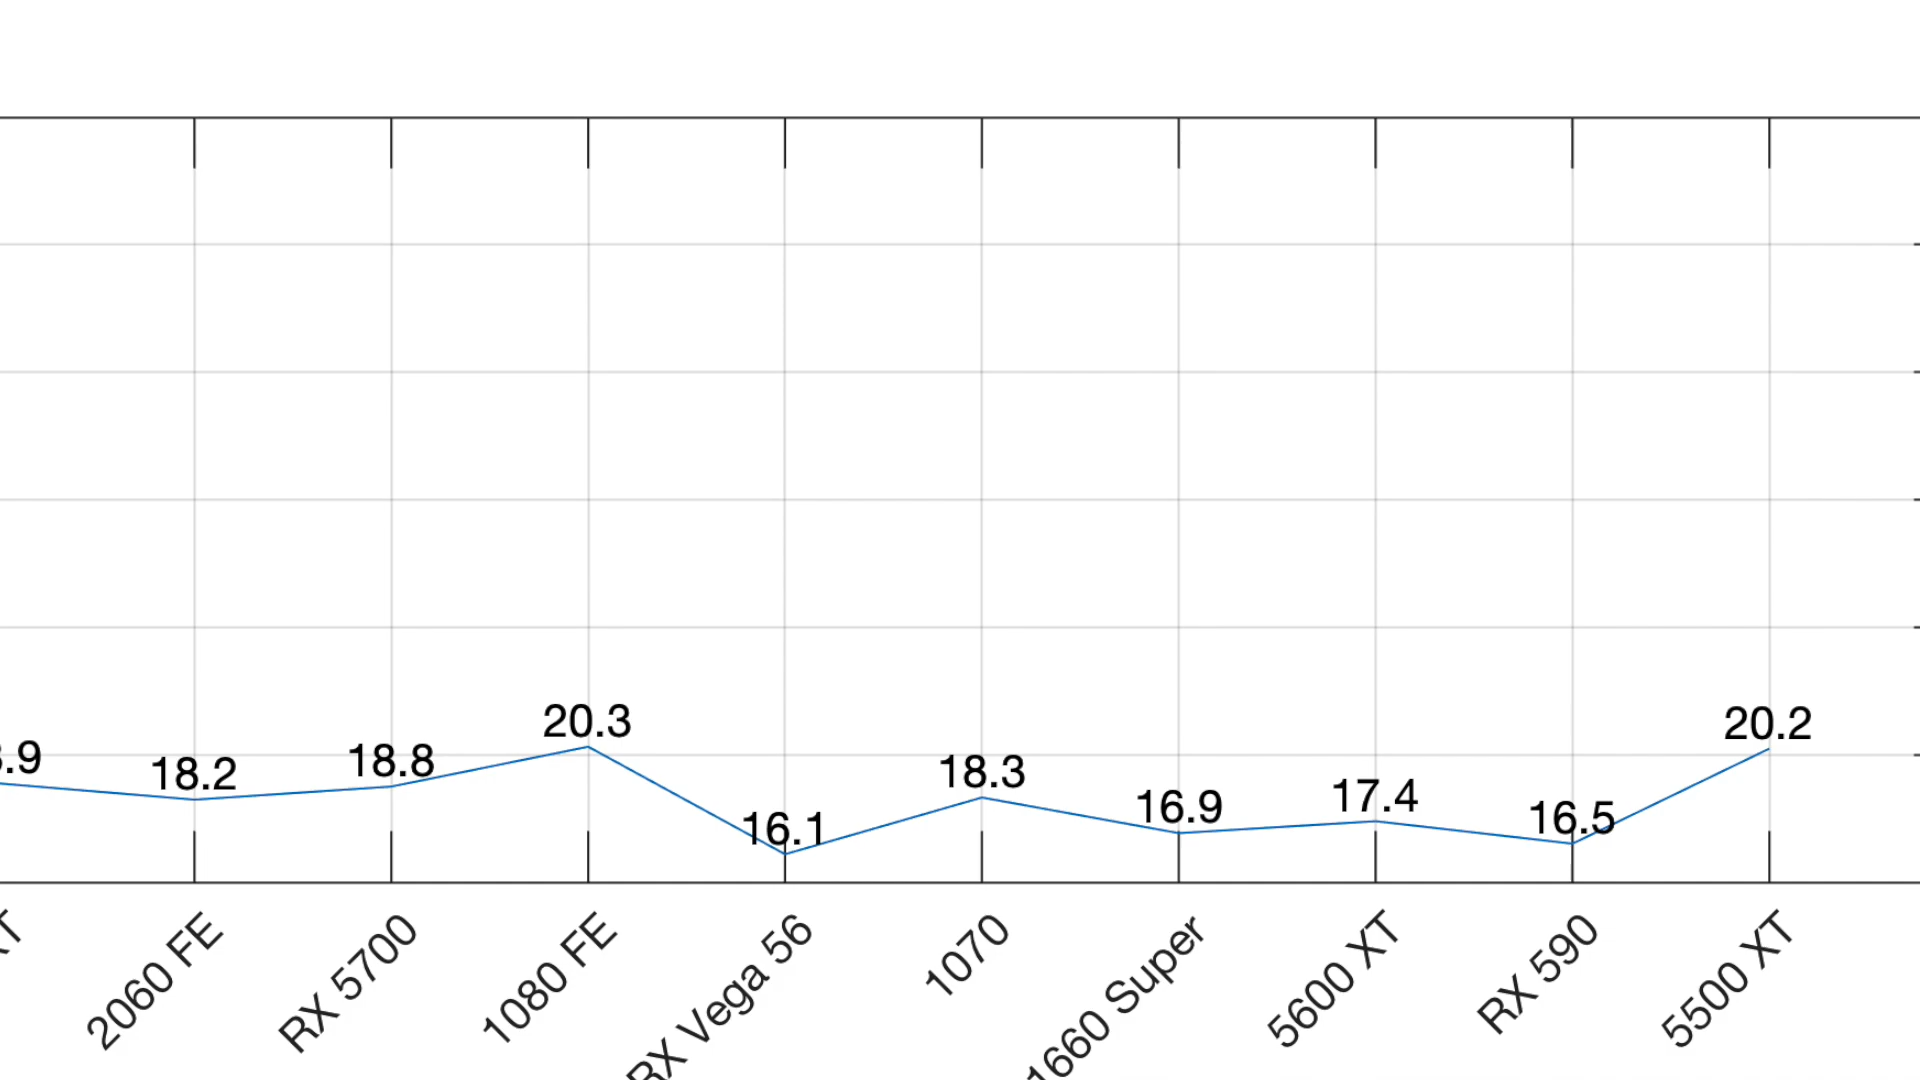 .9
18.2
18.8
20.3
16.1
18.3
16.9
17.4
16.5
20.2
2060 FE
RX 5700
1080 FE
RX Vega 56
1070
1660 Super
5600 XT
RX 590
5500 XT